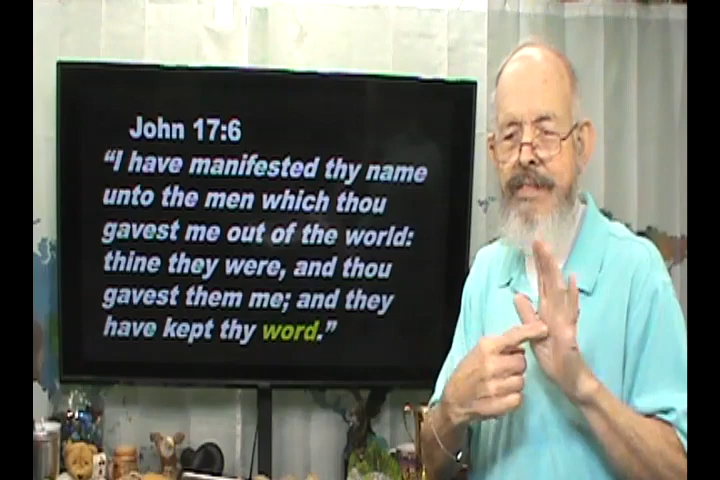 John 17:6
“I have manifested thy name
unto the men which thou
gavest me out of the world:
thine they were, and thou
gavest them me; and they
have kept thy word.”